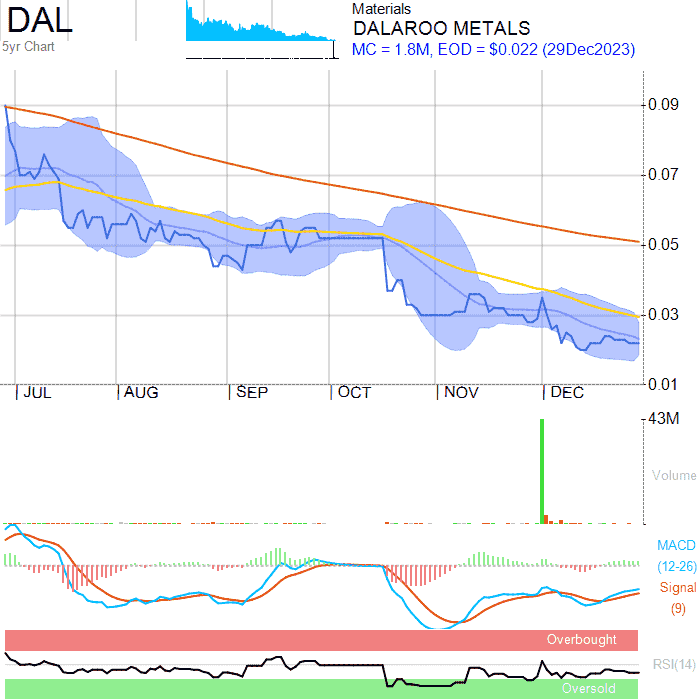 DAL
5yr Chart
Materials
DALAROO METALS
MC = 1.8M, EOD = $0.022 (29Dec2023)
0.09
0.07
0.05
0.03
0.01
JUL AUG SEP OCT NOV DEC
43M
Volume
MACD
(12-26)
Signal
(9)
Overbought
RSI(14)
Oversold